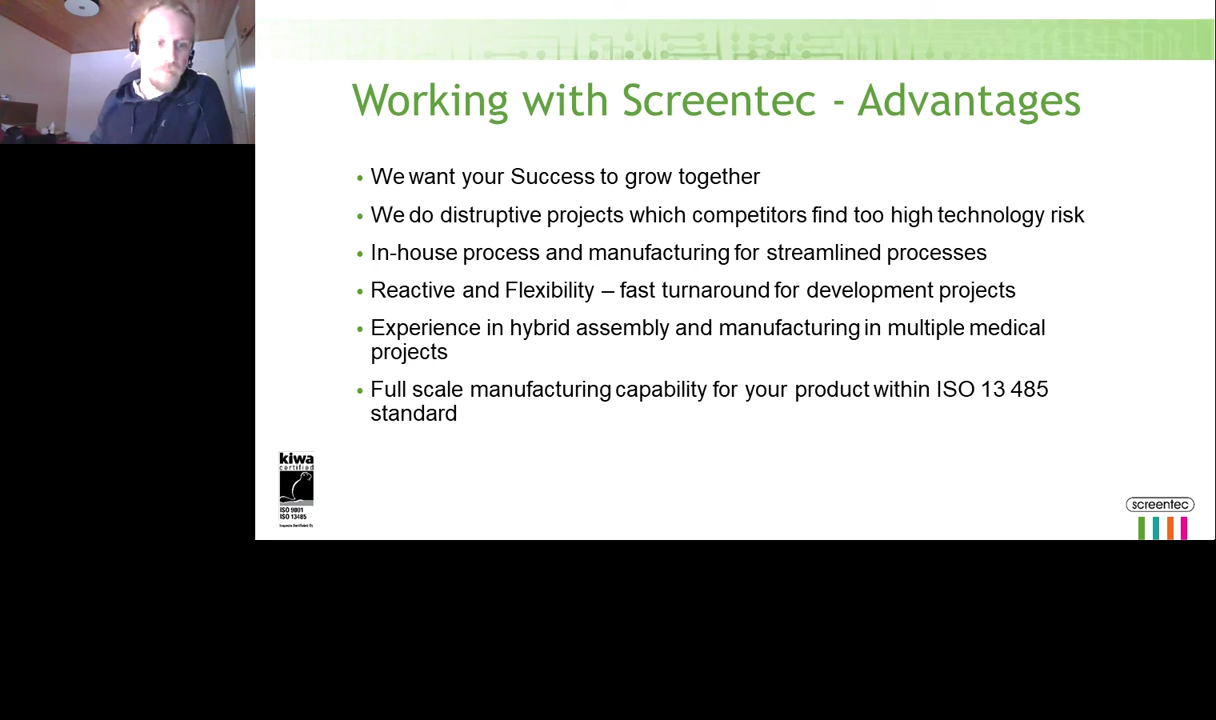 Working with Screentec - Advantages
• We want your Success to grow together
• We do distruptive projects which competitors find too high technology risk
• In-house process and manufacturing for streamlined processes
• Reactive and Flexibility – fast turnaround for development projects
• Experience in hybrid assembly and manufacturing in multiple medical
projects
• Full scale manufacturing capability for your product within ISO 13 485
standard
kiwa
certified
ISO 9001
ISO 13485
screentec